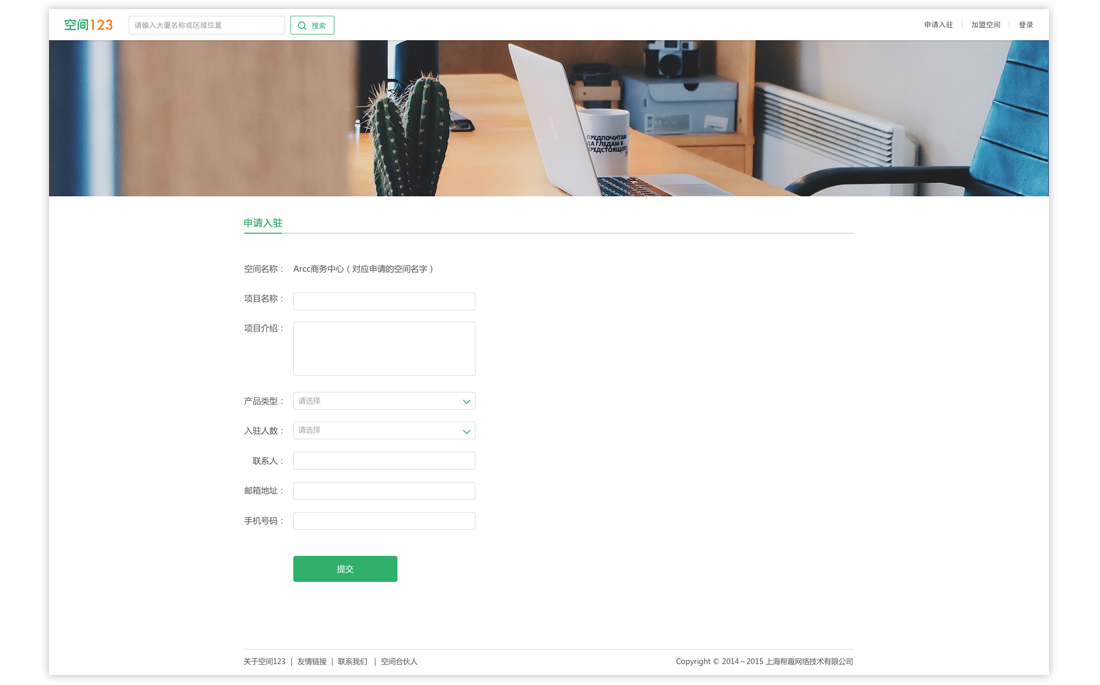 空间123
请输入大厦名称或区域位置
搜索
申请入驻 | 加盟空间 | 登录
ПРЕДПОЧИТАМ
ДА ГЛЕДАМ В
ПРЕДСТОЯЩОТО
申请入驻
空间名称： Arcc商务中心（对应申请的空间名字）
项目名称：
项目介绍：
产品类型： 请选择
入驻人数： 请选择
联系人：
邮箱地址：
手机号码：
提交
关于空间123 | 友情链接 | 联系我们 | 空间合伙人
Copyright © 2014 – 2015 上海帮趣网络技术有限公司